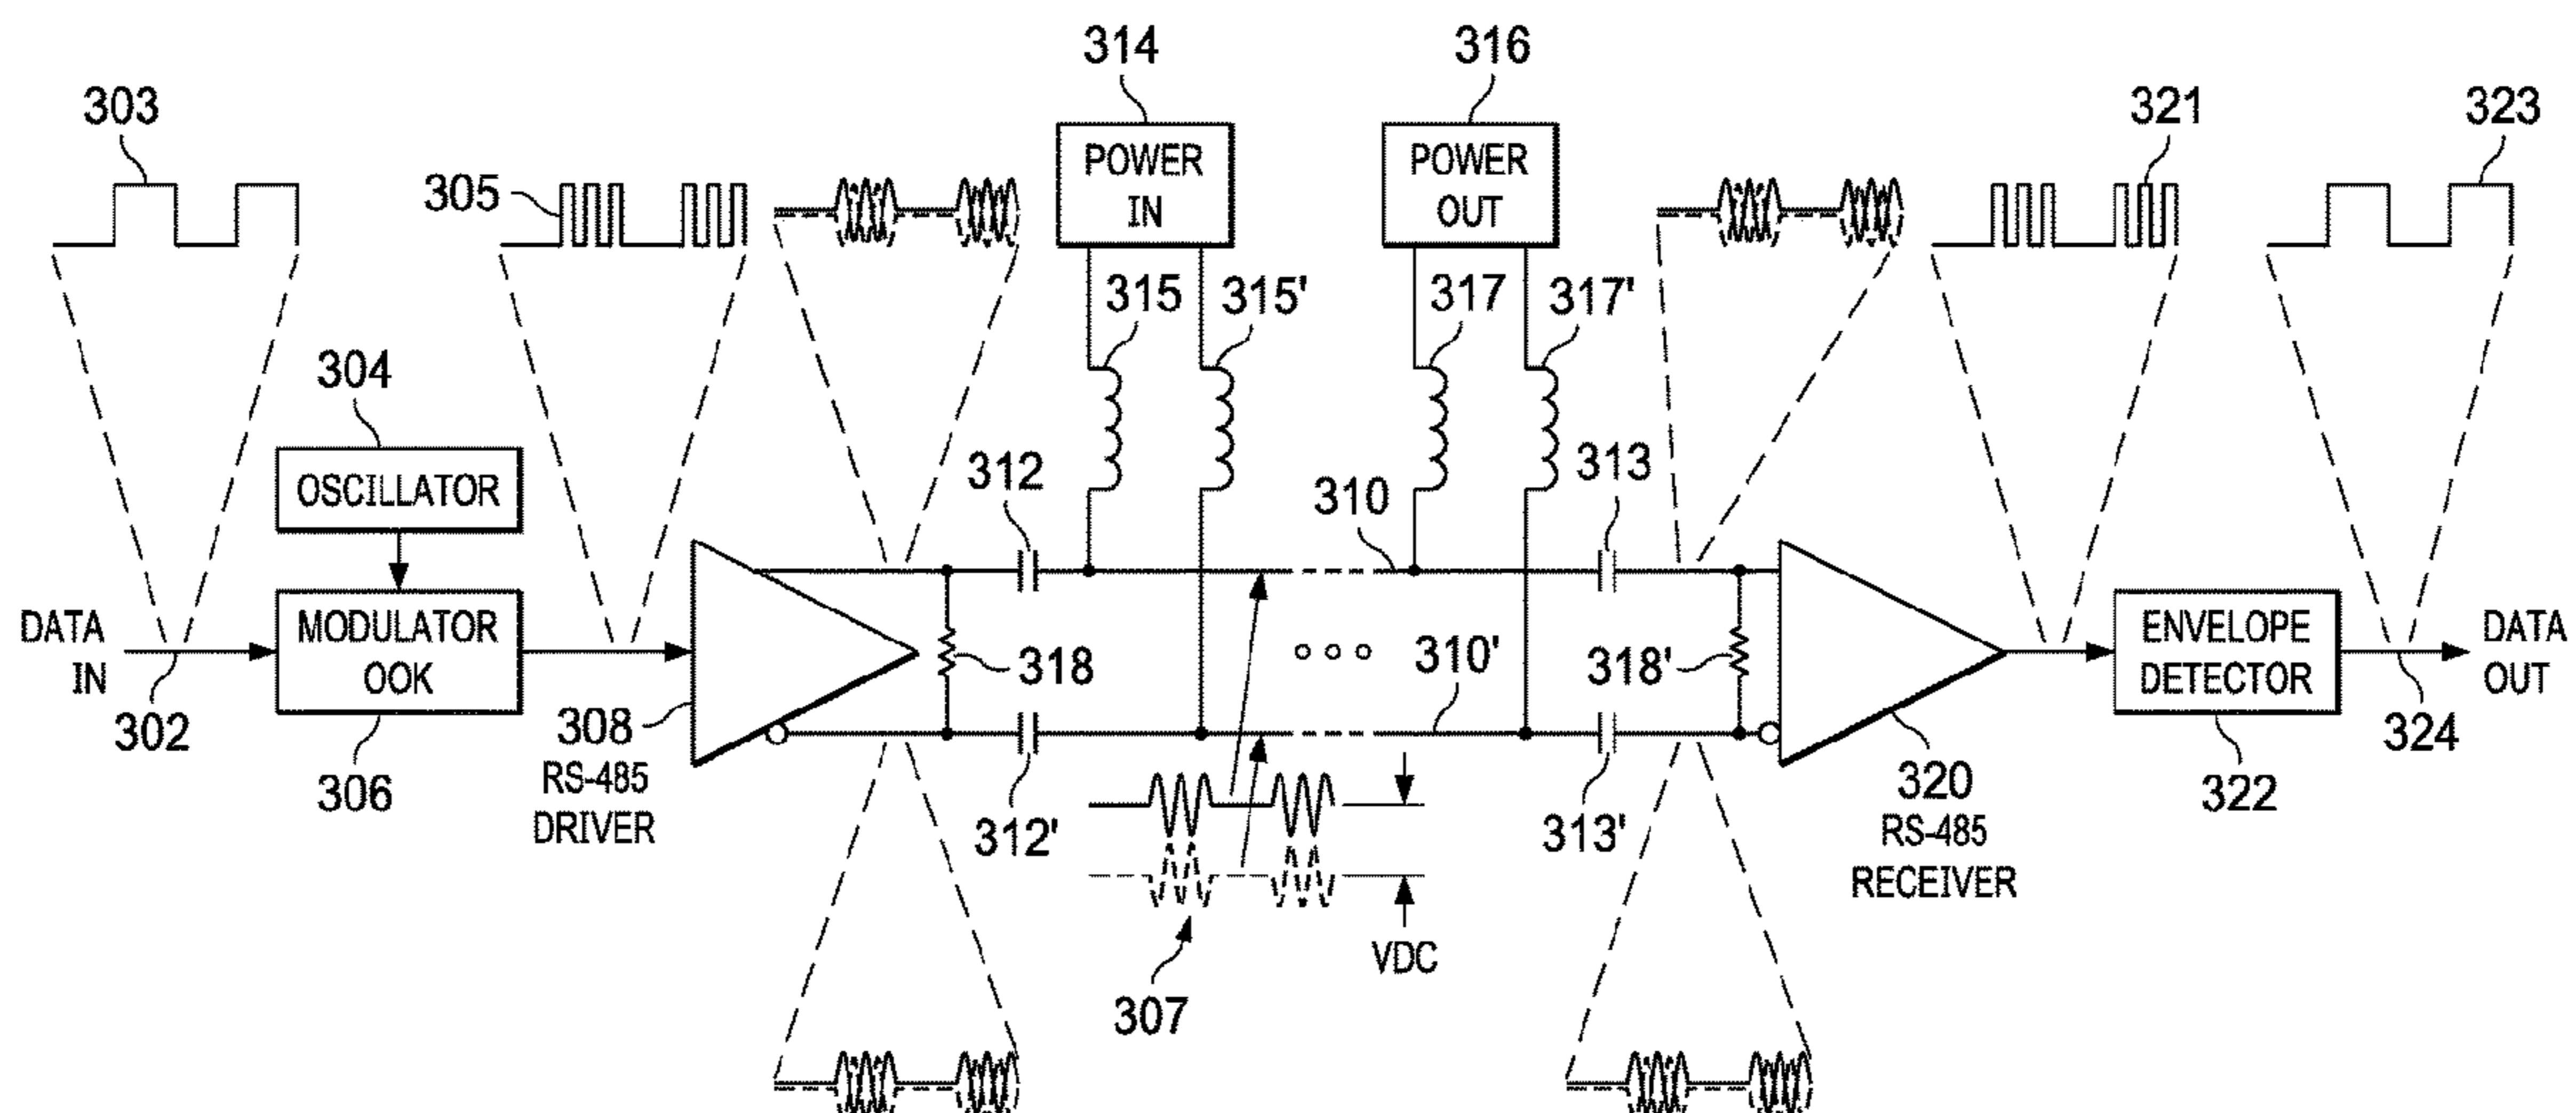 314
316
303
321
323
305
POWER
IN
POWER
OUT
315
315'
317
317'
304
OSCILLATOR
312
310
313
DATA
IN
302
MODULATOR
OOK
306
308
RS-485
DRIVER
318
312'
310'
318'
313'
307
VDC
320
RS-485
RECEIVER
ENVELOPE
DETECTOR
322
324
DATA
OUT